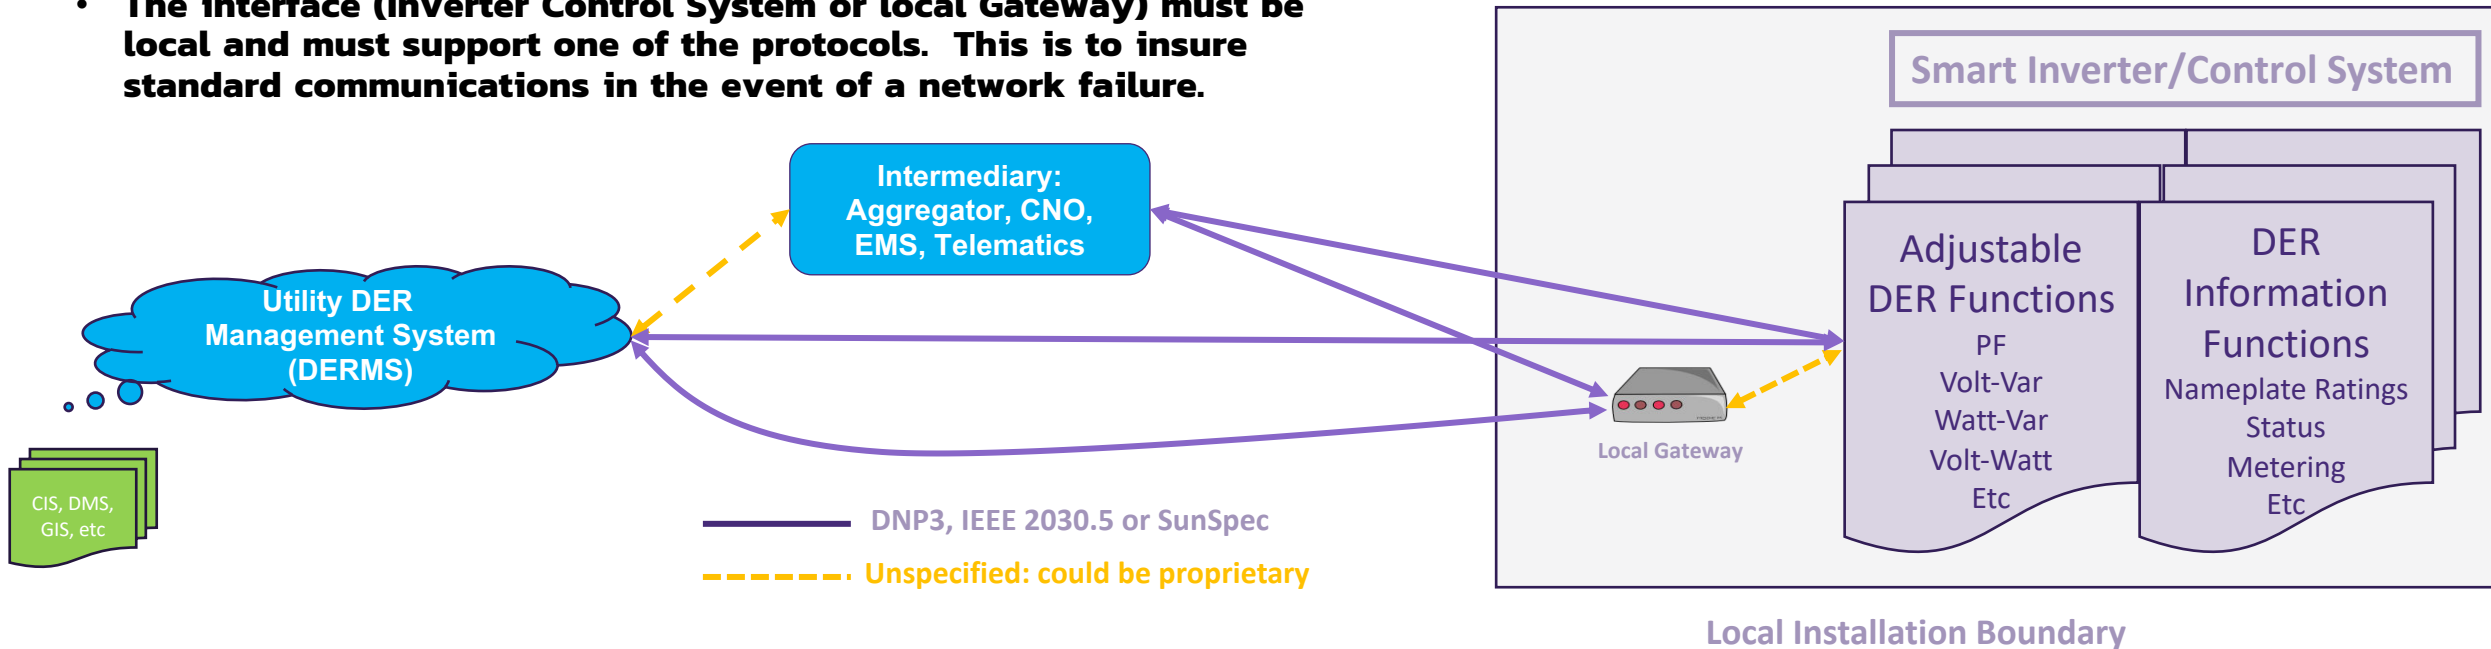 • The interface (Inverter Control System or local Gateway) must be
local and must support one of the protocols. This is to insure
standard communications in the event of a network failure.
Smart Inverter/Control System
Intermediary:
Aggregator, CNO,
EMS, Telematics
Utility DER
Management System
(DERMS)
CIS, DMS,
GIS, etc
Adjustable
DER Functions
PF
Volt-Var
Watt-Var
Volt-Watt
Etc
DER
Information
Functions
Nameplate Ratings
Status
Metering
Etc
Local Gateway
DNP3, IEEE 2030.5 or SunSpec
Unspecified: could be proprietary
Local Installation Boundary